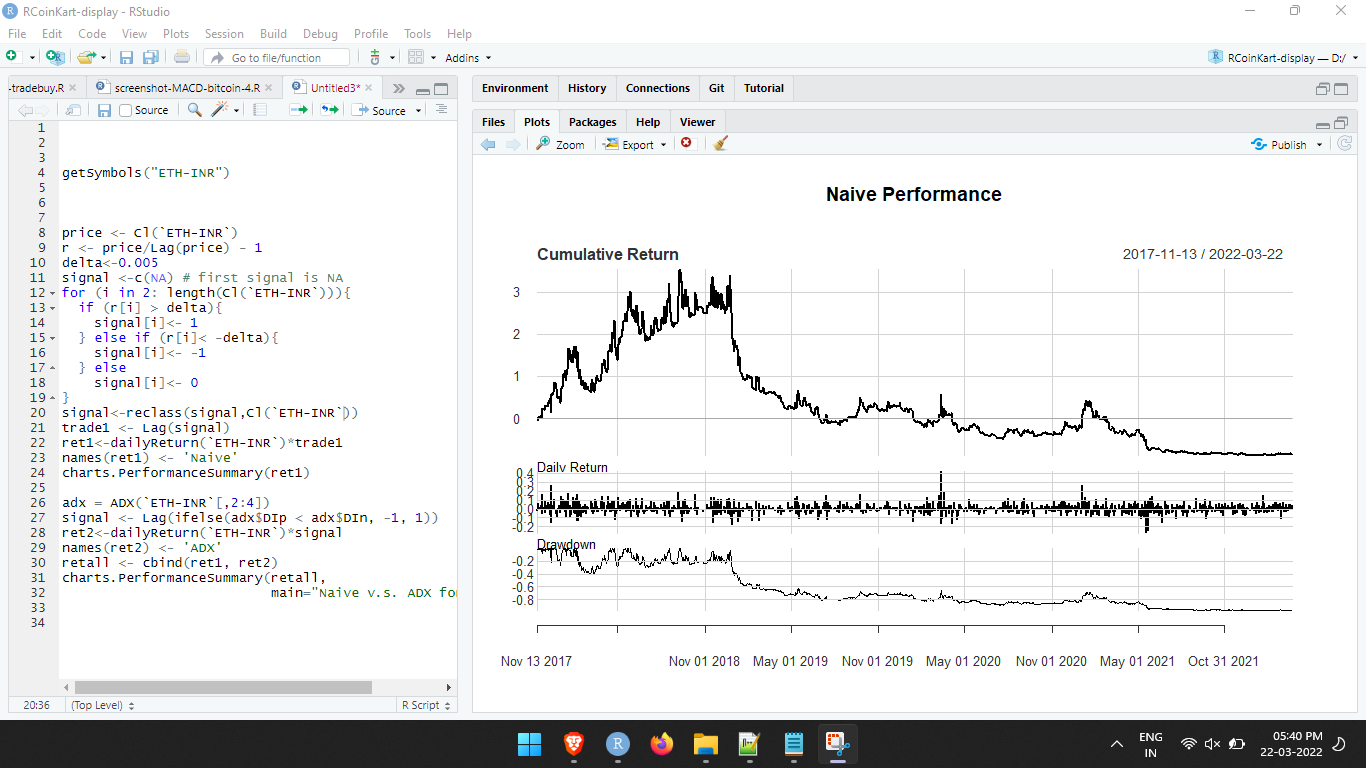 RCoinKart-display - RStudio
File Edit Code View Plots Session Build Debug Profile Tools Help
Go to file/function Addins RCoinKart-display — D:/
-tradebuy.R screenshot-MACD-bitcoin-4.R Untitled3*
Source Source
1
2
3
4 getSymbols("ETH-INR")
5
6
7
8 price <- Cl(`ETH-INR`)
9 r <- price/Lag(price) - 1
10 delta<-0.005
11 signal <-c(NA) # first signal is NA
12 for (i in 2: length(Cl(`ETH-INR`))){
13 if (r[i] > delta){
14 signal[i]<- 1
15 } else if (r[i]< -delta){
16 signal[i]<- -1
17 } else
18 signal[i]<- 0
19 }
20 signal<-reclass(signal,Cl(`ETH-INR`))
21 trade1 <- Lag(signal)
22 ret1<-dailyReturn(`ETH-INR`)*trade1
23 names(ret1) <- 'Naive'
24 charts.PerformanceSummary(ret1)
25
26 adx = ADX(`ETH-INR`[,2:4])
27 signal <- Lag(ifelse(adx$DIp < adx$DIn, -1, 1))
28 ret2<-dailyReturn(`ETH-INR`)*signal
29 names(ret2) <- 'ADX'
30 retall <- cbind(ret1, ret2)
31 charts.PerformanceSummary(retall,
32 main="Naive v.s. ADX for
33
34
20:36 (Top Level) R Script
Environment History Connections Git Tutorial
Files Plots Packages Help Viewer
Zoom Export Publish
Naive Performance
Cumulative Return 2017-11-13 / 2022-03-22
3
2
1
0
Daily Return
0.4
0.3
0.2
0.1
0.0
-0.1
-0.2
Drawdown
-0.2
-0.4
-0.6
-0.8
Nov 13 2017 Nov 01 2018 May 01 2019 Nov 01 2019 May 01 2020 Nov 01 2020 May 01 2021 Oct 31 2021
ENG
IN
05:40 PM
22-03-2022